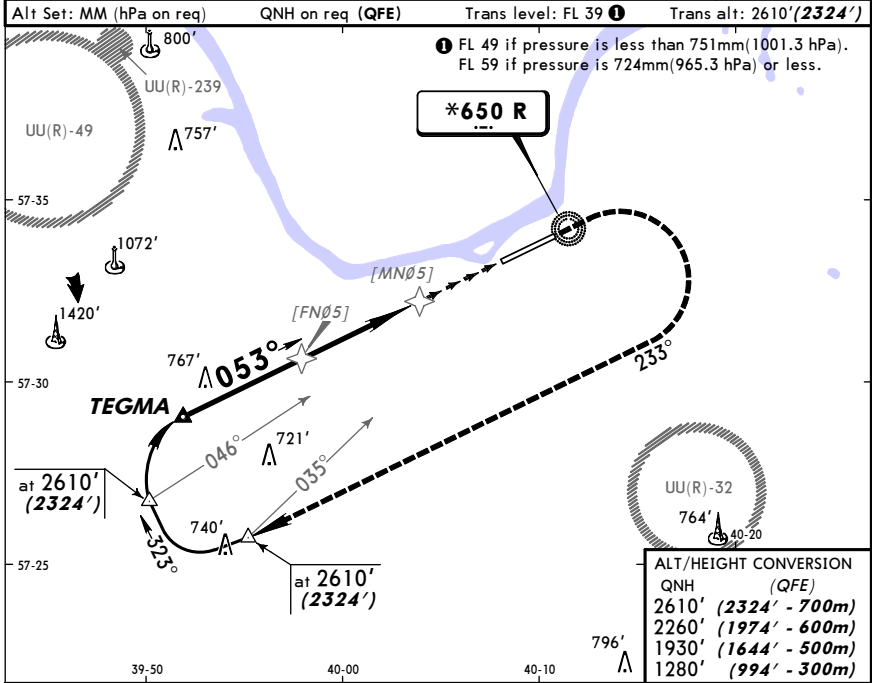 Alt Set: MM (hPa on req) QNH on req (QFE) Trans level: FL 39 ❶ Trans alt: 2610'(2324')
❶ FL 49 if pressure is less than 751mm(1001.3 hPa).
FL 59 if pressure is 724mm(965.3 hPa) or less.
800'
UU(R)-239
UU(R)-49
757'
*650 R
57-35
1072'
[MNØ5]
1420'
[FNØ5]
767'
053°
233°
57-30
TEGMA
046°
721'
035°
at 2610'
(2324')
UU(R)-32
764'
40-20
740'
323°
57-25
at 2610'
(2324')
ALT/HEIGHT CONVERSION
QNH (QFE)
2610' (2324' - 700m)
2260' (1974' - 600m)
1930' (1644' - 500m)
1280' (994' - 300m)
796'
39-50
40-00
40-10